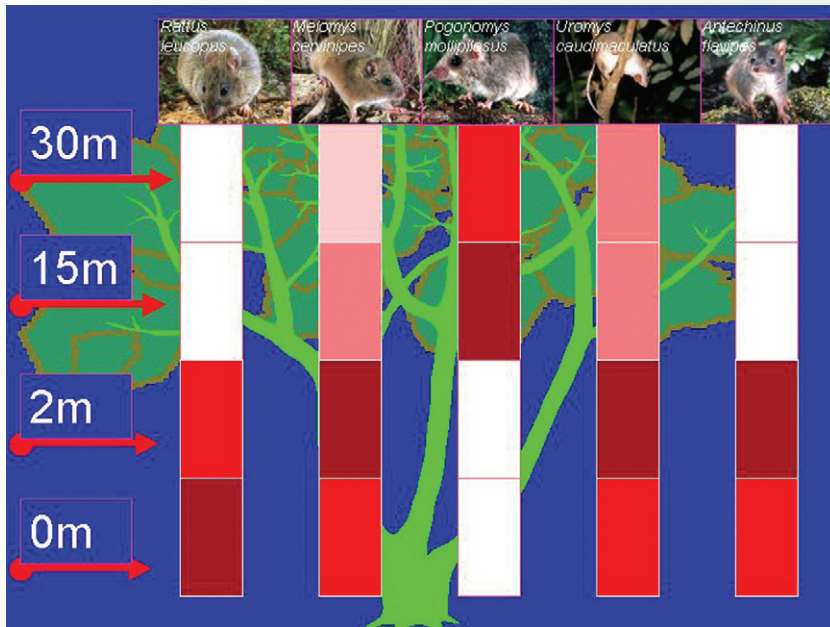 Rattus
leucopus
Melomys
cervinipes
Pogonomys
mollipilosus
Uromys
caudimaculatus
Antechinus
flavipes
30m
15m
2m
0m